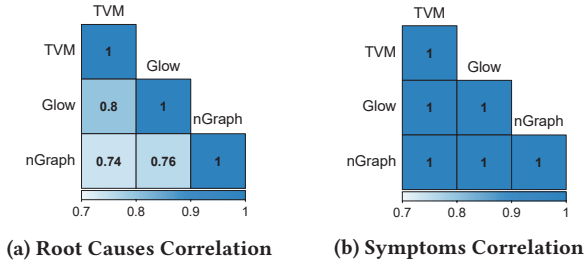 TVM
TVM
1
Glow
Glow
0.8
1
nGraph
nGraph
0.74
0.76
1
0.7
0.8
0.9
1
(a) Root Causes Correlation
TVM
TVM
1
Glow
Glow
1
1
nGraph
nGraph
1
1
1
0.7
0.8
0.9
1
(b) Symptoms Correlation